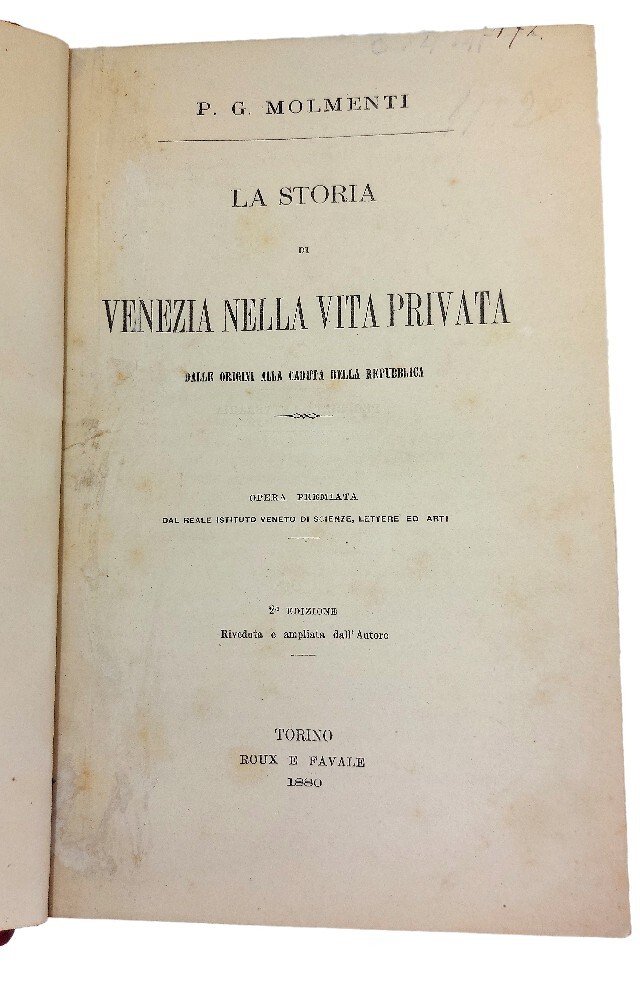 P. G. MOLMENTI
LA STORIA
DI
VENEZIA NELLA VITA PRIVATA
DALLE ORIGINI ALLA CADUTA DELLA REPUBBLICA
OPERA PREMIATA
DAL REALE ISTITUTO VENETO DI SCIENZE, LETTERE ED ARTI
2ª EDIZIONE
Riveduta e ampliata dall'Autore
TORINO
ROUX E FAVALE
1880